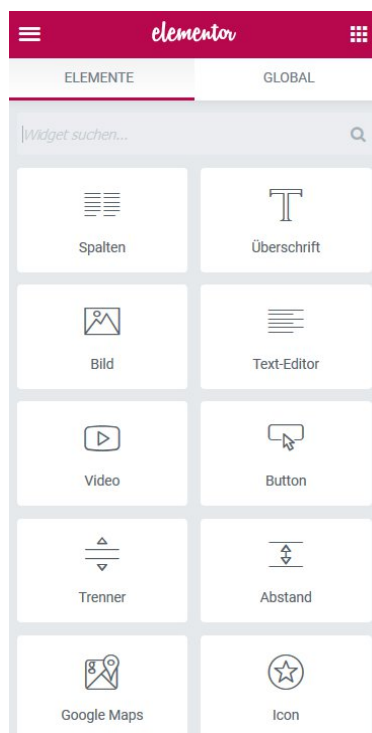 elementor
ELEMENTE GLOBAL
Widget suchen...
Spalten Überschrift
Bild Text-Editor
Video Button
Trenner Abstand
Google Maps Icon